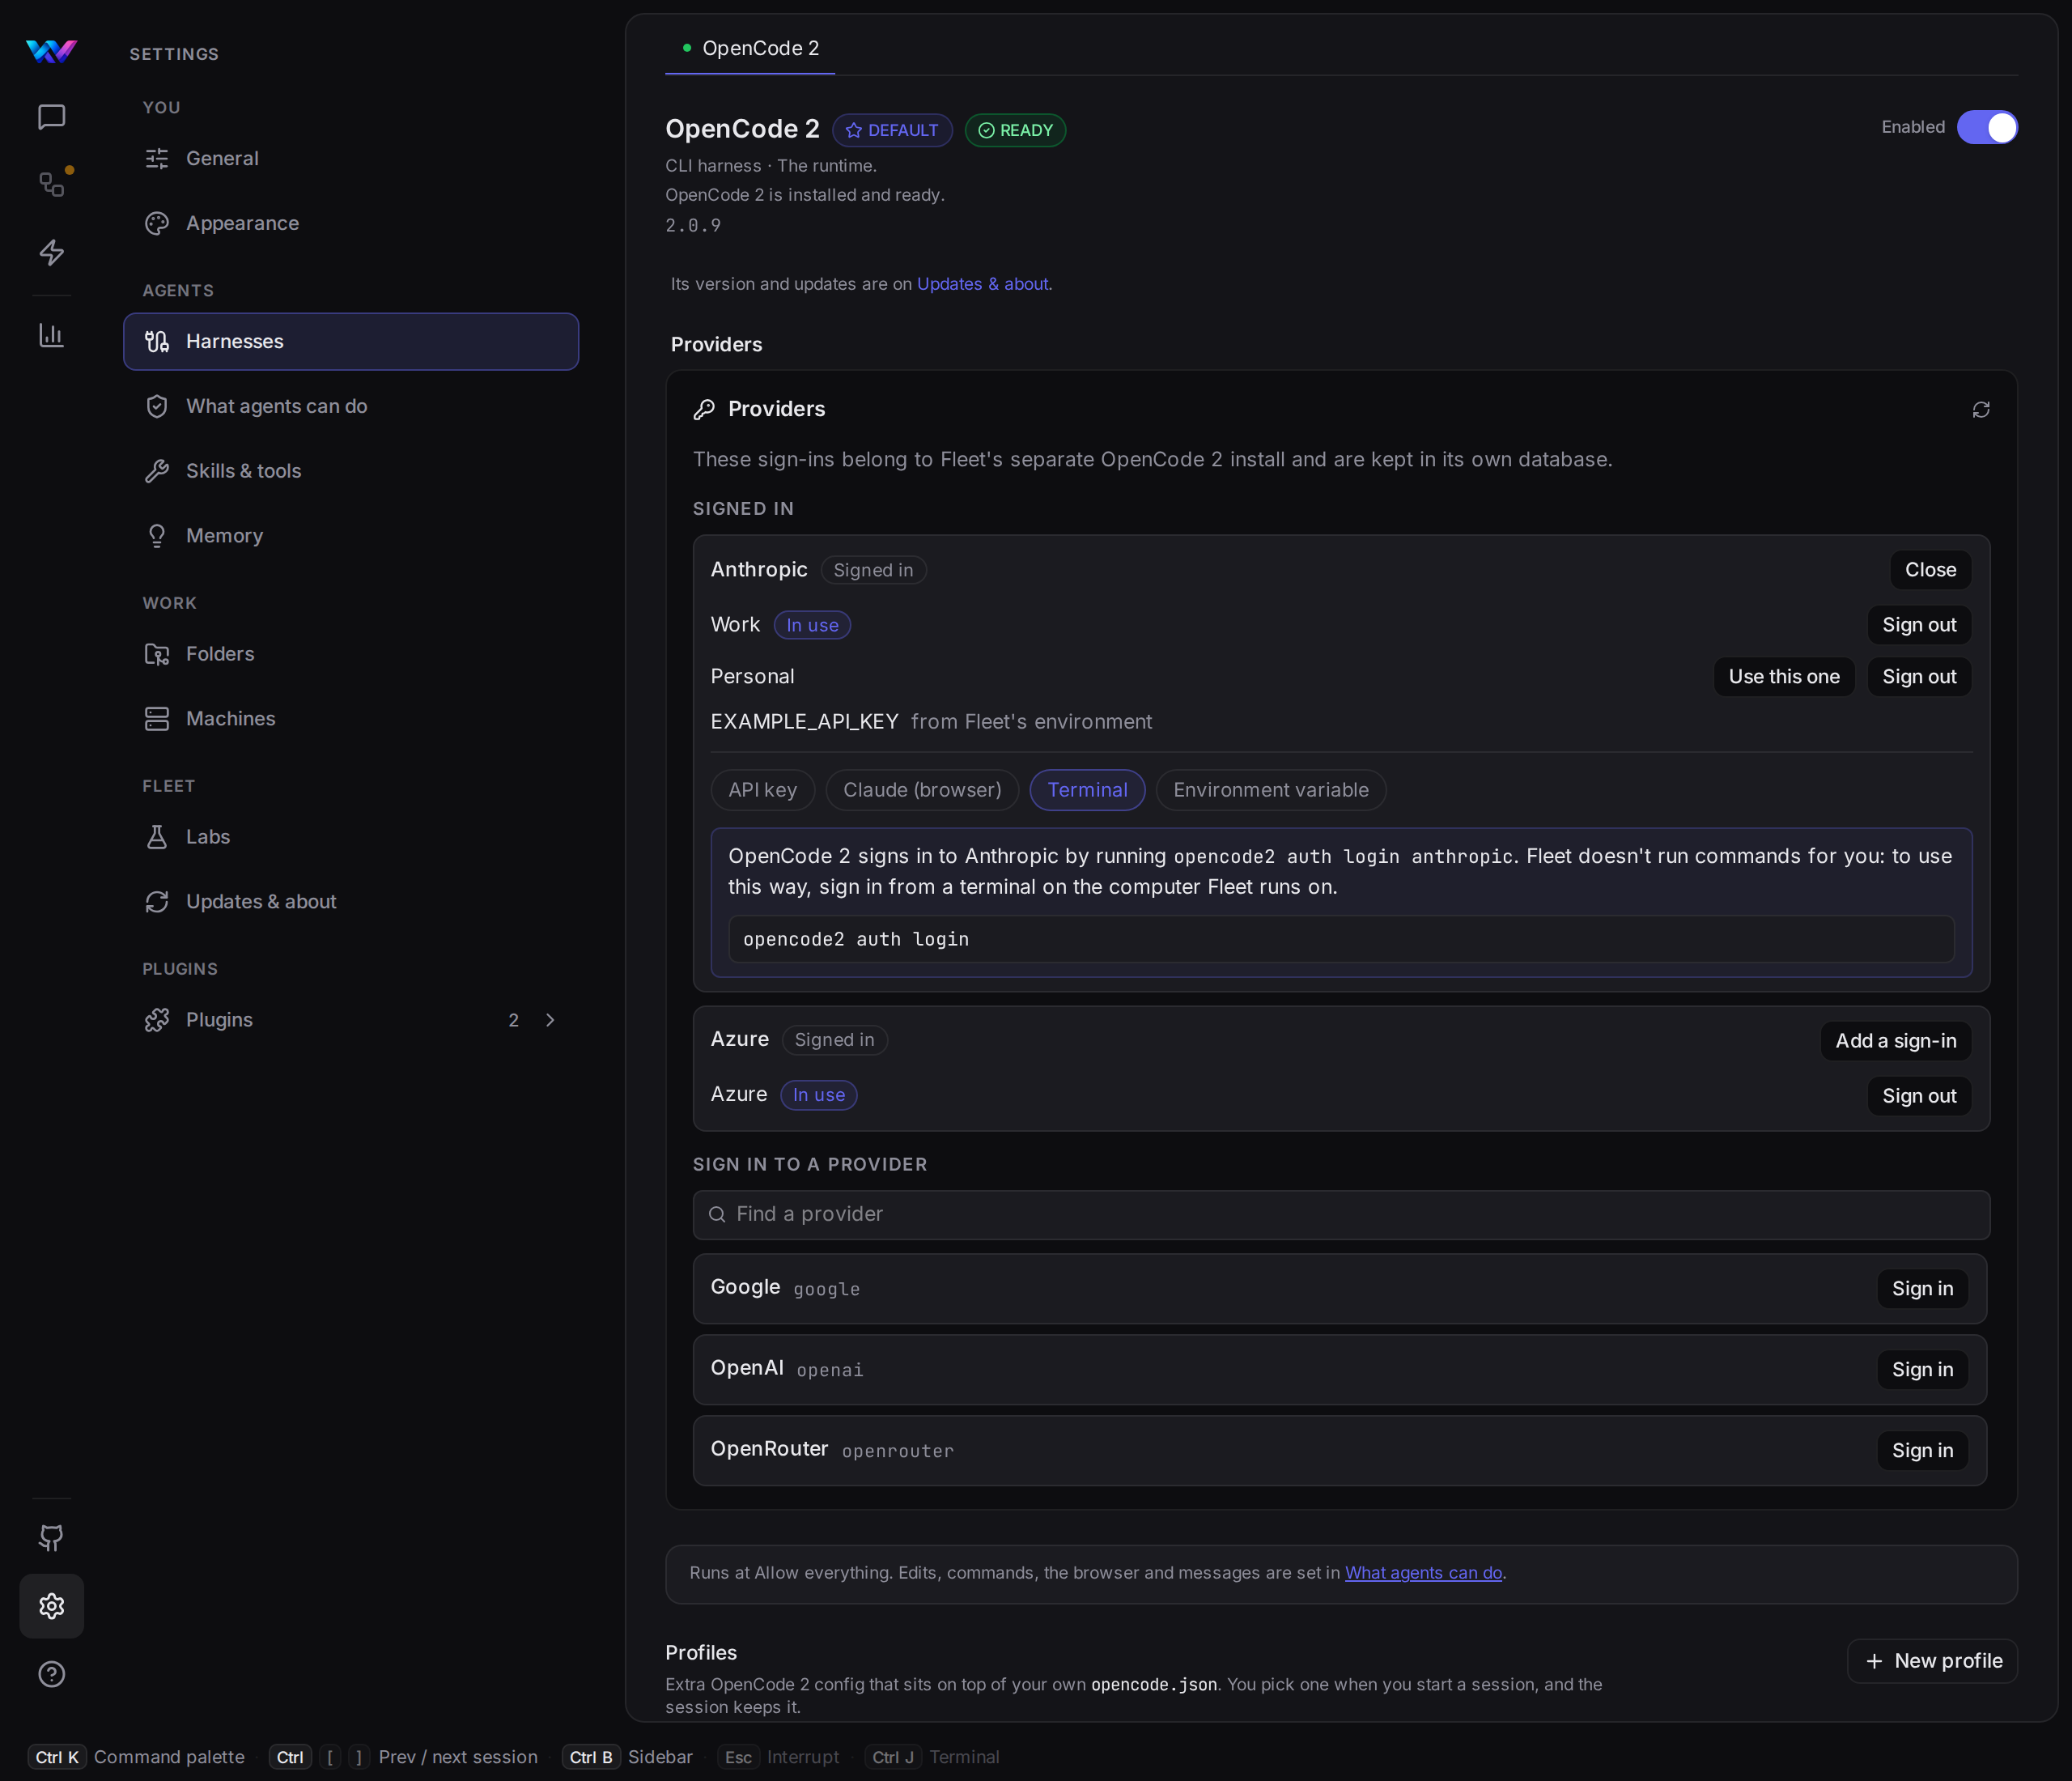 SETTINGS
YOU
General
Appearance
AGENTS
Harnesses
What agents can do
Skills & tools
Memory
WORK
Folders
Machines
FLEET
Labs
Updates & about
PLUGINS
Plugins 2
OpenCode 2
OpenCode 2 DEFAULT READY Enabled
CLI harness · The runtime.
OpenCode 2 is installed and ready.
2.0.9
Its version and updates are on Updates & about.
Providers
Providers
These sign-ins belong to Fleet's separate OpenCode 2 install and are kept in its own database.
SIGNED IN
Anthropic Signed in Close
Work In use Sign out
Personal Use this one Sign out
EXAMPLE_API_KEY from Fleet's environment
API key Claude (browser) Terminal Environment variable
OpenCode 2 signs in to Anthropic by running opencode2 auth login anthropic. Fleet doesn't run commands for you: to use
this way, sign in from a terminal on the computer Fleet runs on.
opencode2 auth login
Azure Signed in Add a sign-in
Azure In use Sign out
SIGN IN TO A PROVIDER
Find a provider
Google google Sign in
OpenAI openai Sign in
OpenRouter openrouter Sign in
Runs at Allow everything. Edits, commands, the browser and messages are set in What agents can do.
Profiles New profile
Extra OpenCode 2 config that sits on top of your own opencode.json. You pick one when you start a session, and the
session keeps it.
Ctrl K Command palette · Ctrl [ ] Prev / next session · Ctrl B Sidebar · Esc Interrupt · Ctrl J Terminal